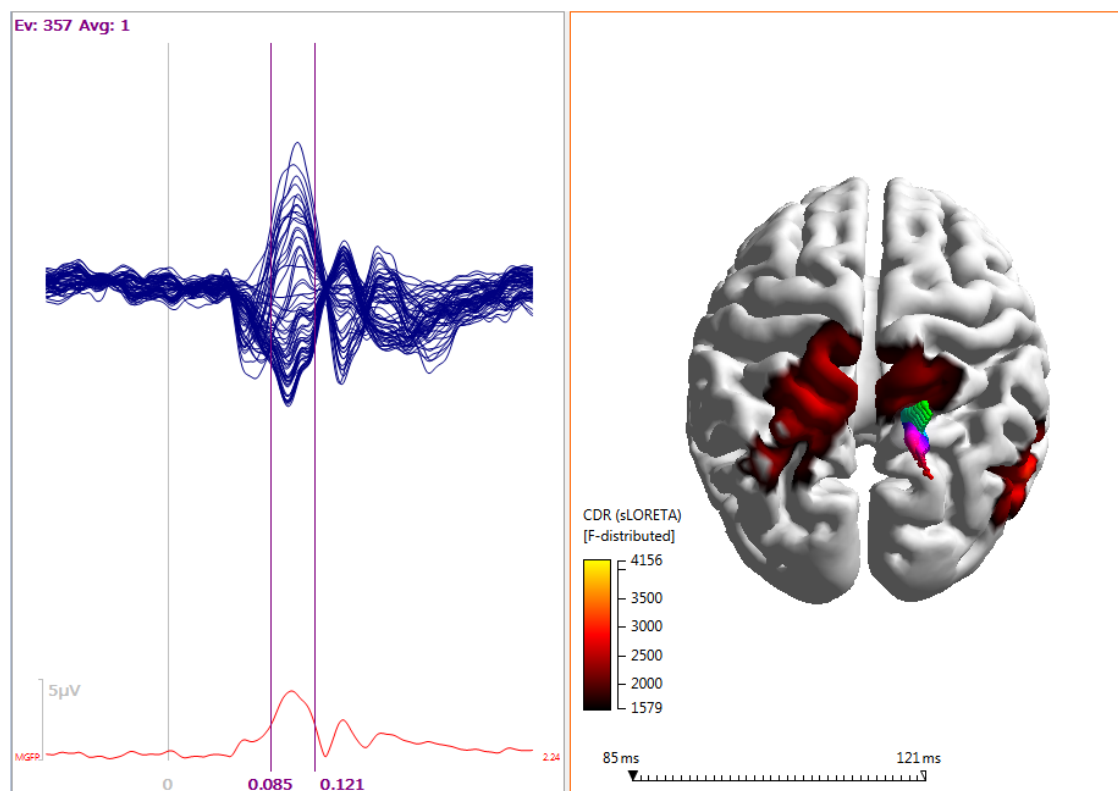 Ev: 357 Avg: 1
5µV
MGFP
2.24
0
0.085
0.121
CDR (sLORETA)
[F-distributed]
4156
3500
3000
2500
2000
1579
85 ms
121 ms